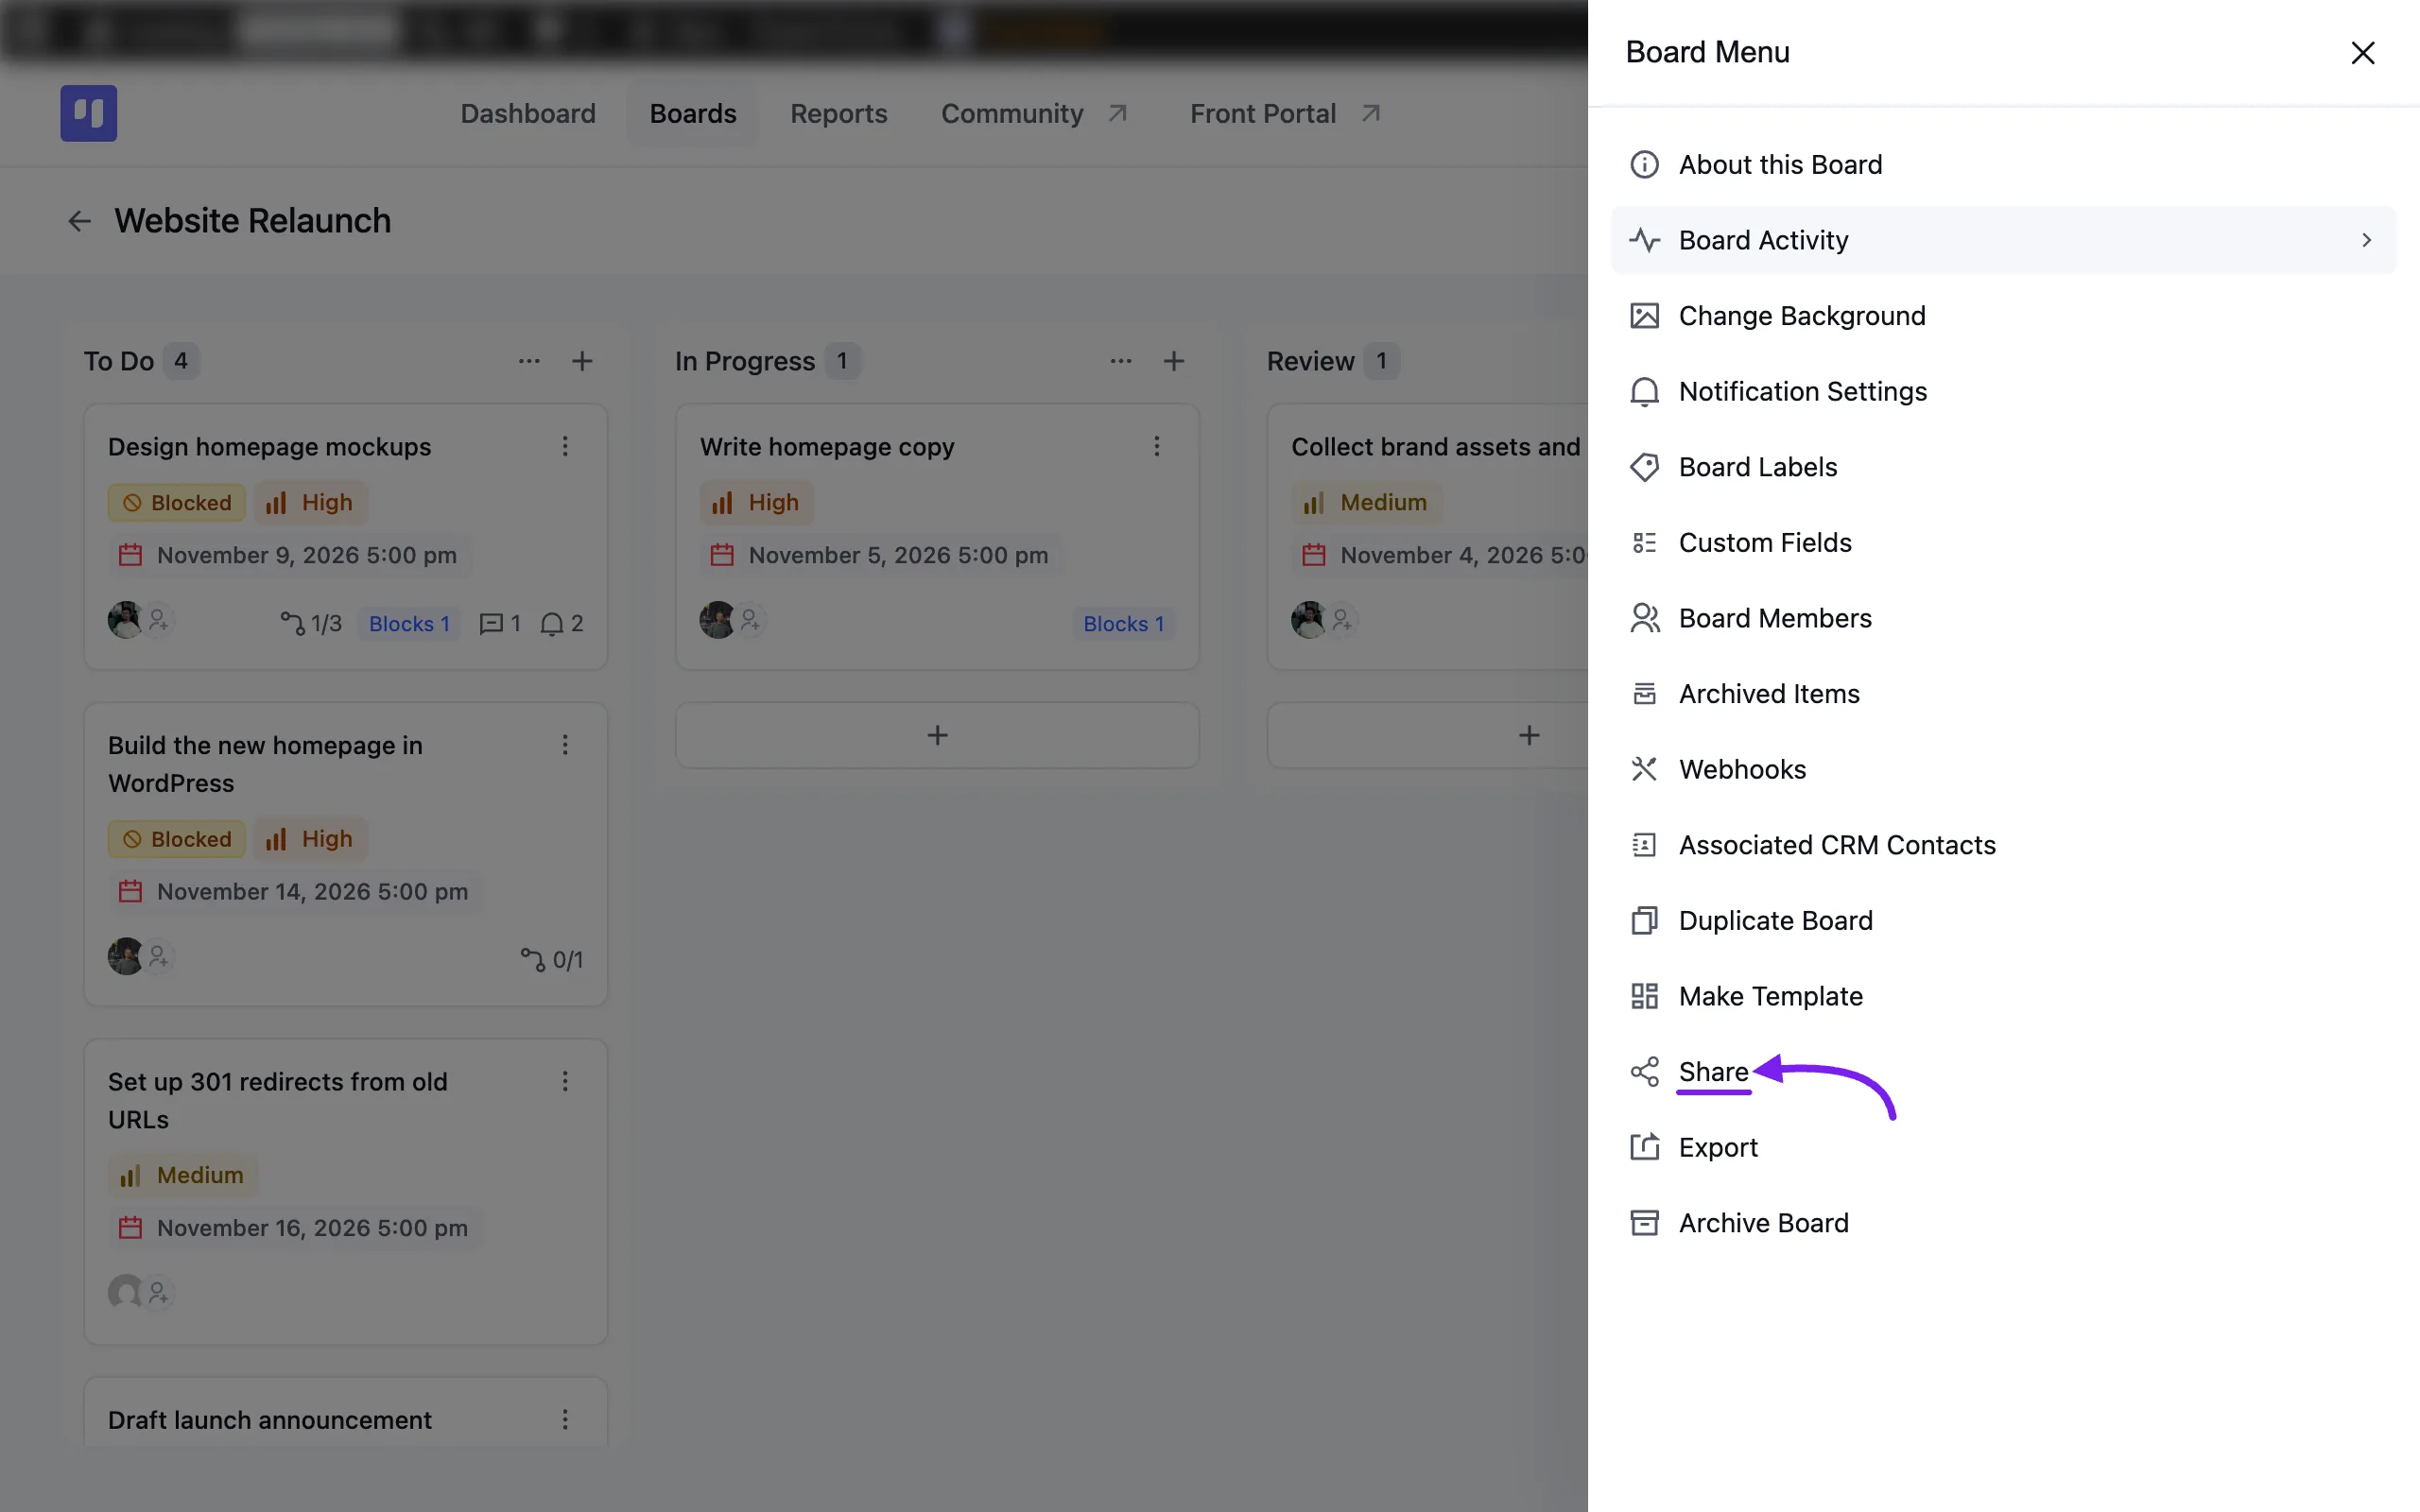 Dashboard
Boards
Reports
Community
Front Portal
Website Relaunch
To Do 4
Design homepage mockups
Blocked
High
November 9, 2026 5:00 pm
1/3
Blocks 1
1
2
Build the new homepage in
WordPress
Blocked
High
November 14, 2026 5:00 pm
0/1
Set up 301 redirects from old
URLs
Medium
November 16, 2026 5:00 pm
Draft launch announcement
In Progress 1
Write homepage copy
High
November 5, 2026 5:00 pm
Blocks 1
Review 1
Collect brand assets and
Medium
November 4, 2026 5:0
Board Menu
About this Board
Board Activity
Change Background
Notification Settings
Board Labels
Custom Fields
Board Members
Archived Items
Webhooks
Associated CRM Contacts
Duplicate Board
Make Template
Share
Export
Archive Board